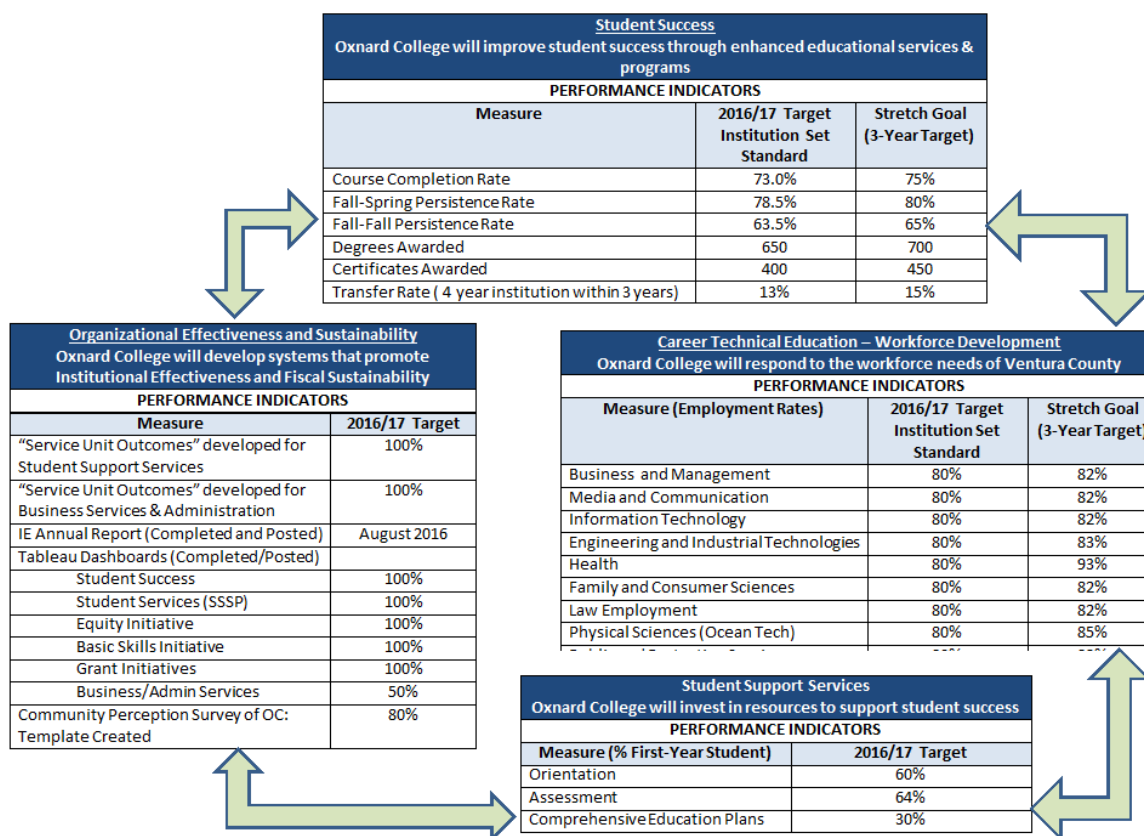 Student Success
Oxnard College will improve student success through enhanced educational services &
programs
PERFORMANCE INDICATORS
Measure 2016/17 Target Stretch Goal
Institution Set (3-Year Target)
Standard
Course Completion Rate 73.0% 75%
Fall-Spring Persistence Rate 78.5% 80%
Fall-Fall Persistence Rate 63.5% 65%
Degrees Awarded 650 700
Certificates Awarded 400 450
Transfer Rate ( 4 year institution within 3 years) 13% 15%
Organizational Effectiveness and Sustainability
Oxnard College will develop systems that promote
Institutional Effectiveness and Fiscal Sustainability
PERFORMANCE INDICATORS
Measure 2016/17 Target
“Service Unit Outcomes” developed for 100%
Student Support Services
“Service Unit Outcomes” developed for 100%
Business Services & Administration
IE Annual Report (Completed and Posted) August 2016
Tableau Dashboards (Completed/Posted)
Student Success 100%
Student Services (SSSP) 100%
Equity Initiative 100%
Basic Skills Initiative 100%
Grant Initiatives 100%
Business/Admin Services 50%
Community Perception Survey of OC: 80%
Template Created
Career Technical Education – Workforce Development
Oxnard College will respond to the workforce needs of Ventura County
PERFORMANCE INDICATORS
Measure (Employment Rates) 2016/17 Target Stretch Goal
Institution Set (3-Year Target)
Standard
Business and Management 80% 82%
Media and Communication 80% 82%
Information Technology 80% 82%
Engineering and Industrial Technologies 80% 83%
Health 80% 93%
Family and Consumer Sciences 80% 82%
Law Employment 80% 82%
Physical Sciences (Ocean Tech) 80% 85%
Student Support Services
Oxnard College will invest in resources to support student success
PERFORMANCE INDICATORS
Measure (% First-Year Student) 2016/17 Target
Orientation 60%
Assessment 64%
Comprehensive Education Plans 30%